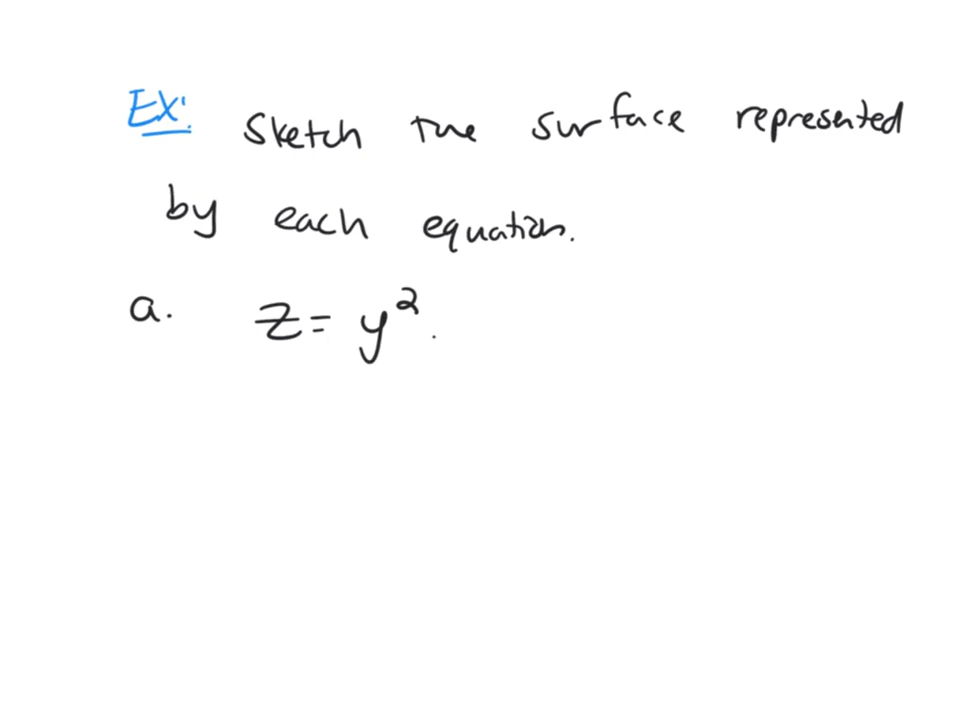 Ex: Sketch the surface represented
by each equation.
a. z = y².